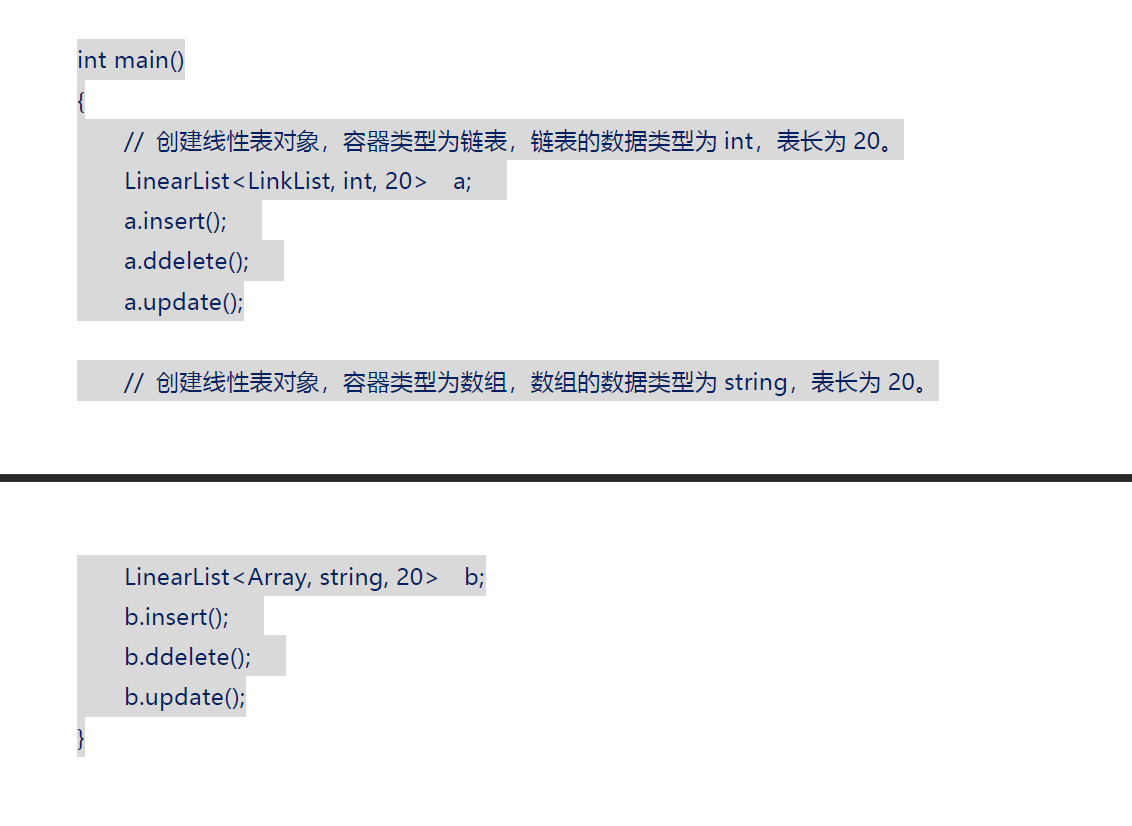 int main()
{
// 创建线性表对象，容器类型为链表，链表的数据类型为 int，表长为 20。
LinearList<LinkList, int, 20> a;
a.insert();
a.ddelete();
a.update();
// 创建线性表对象，容器类型为数组，数组的数据类型为 string，表长为 20。
LinearList<Array, string, 20> b;
b.insert();
b.ddelete();
b.update();
}